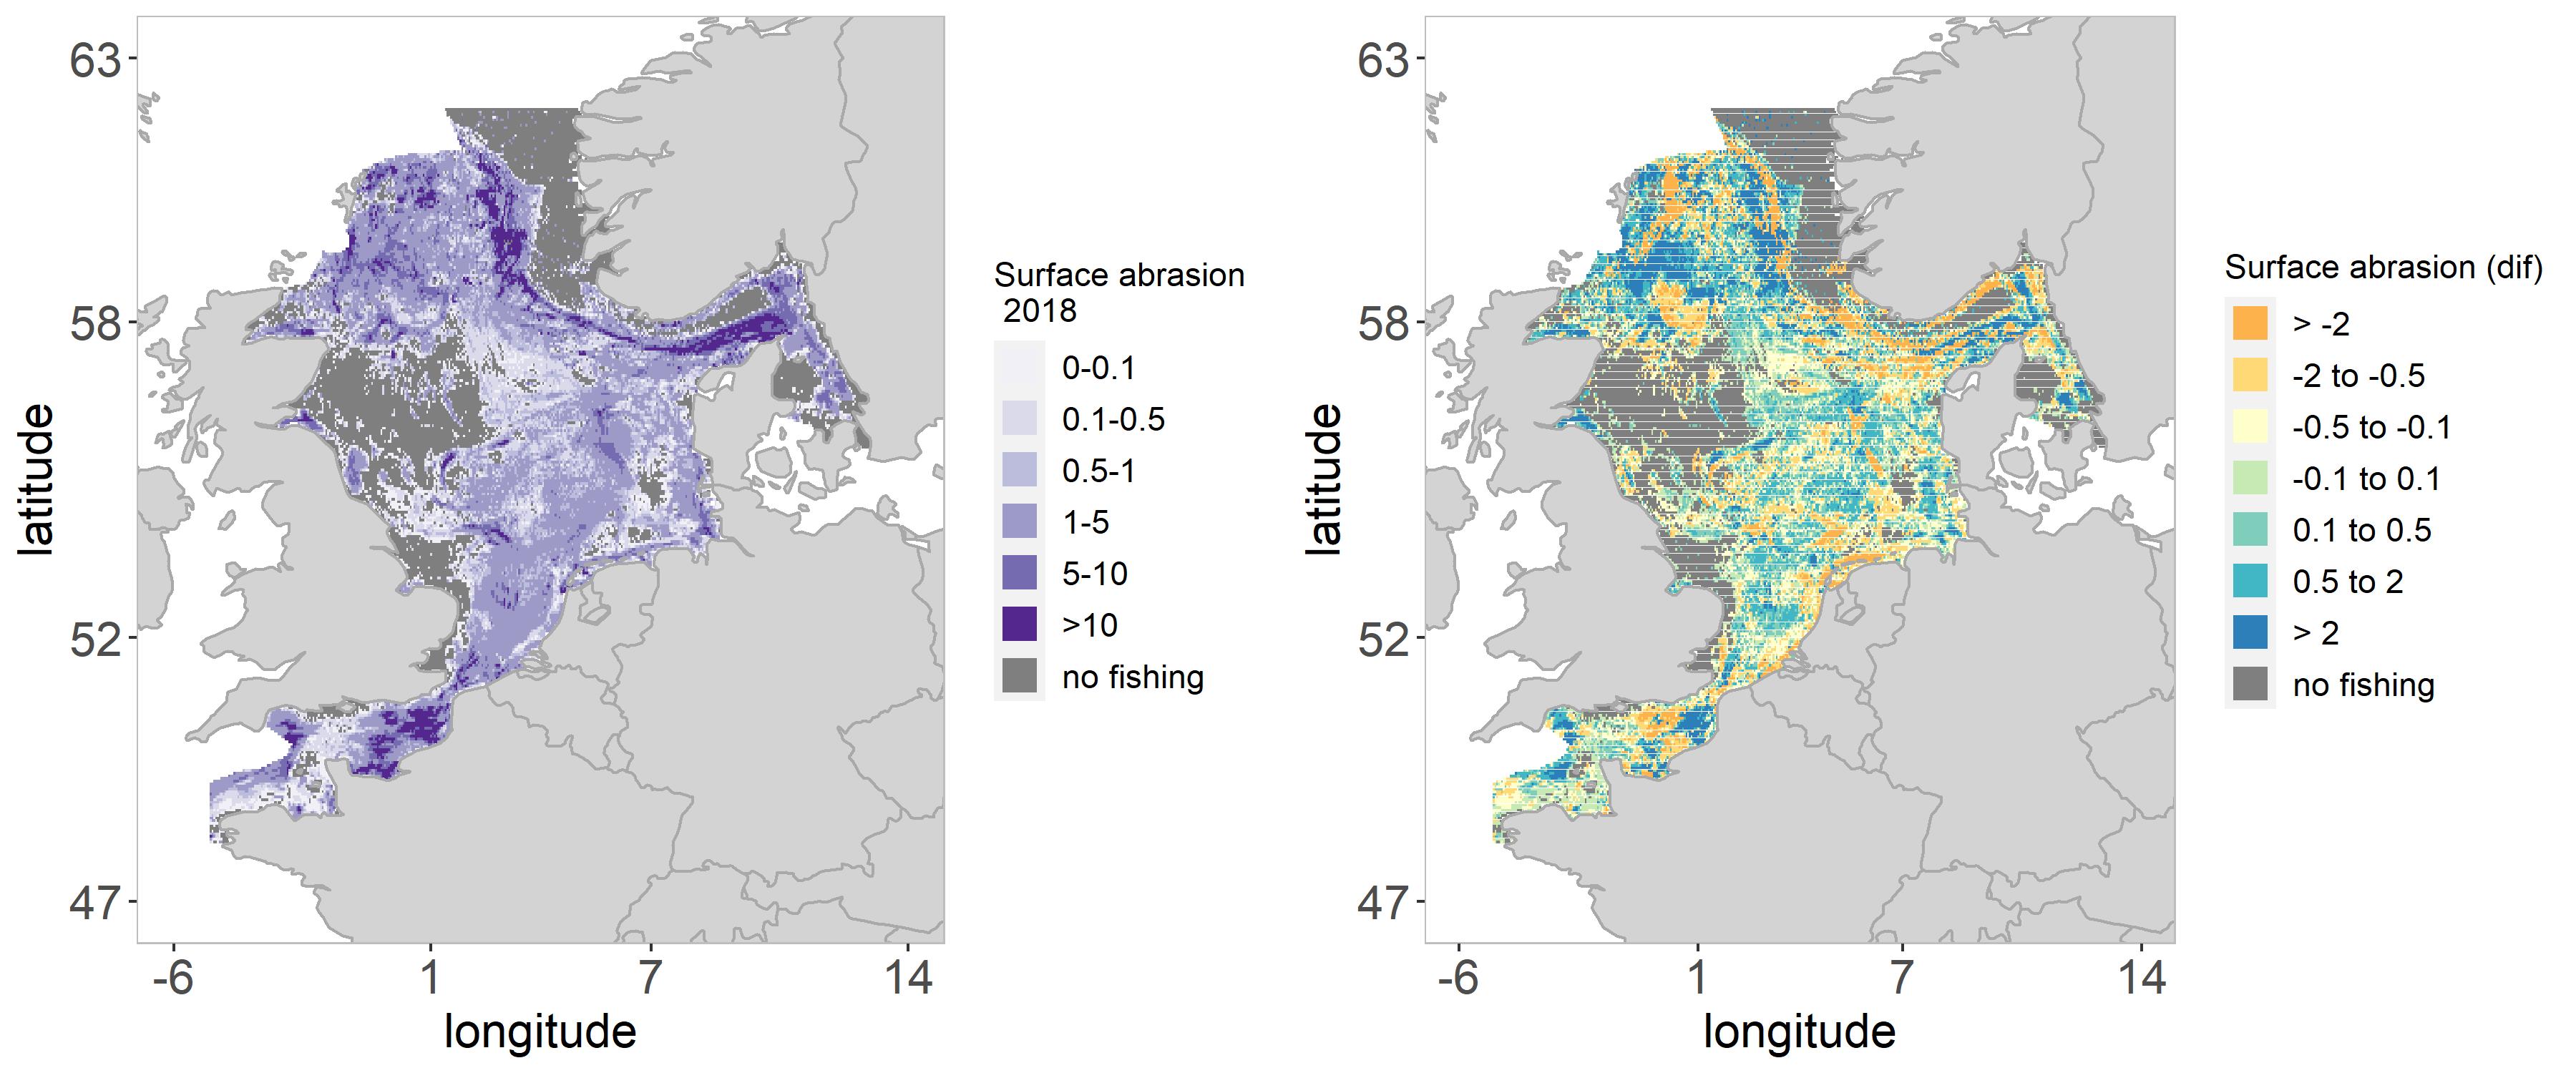 63
58
52
47
latitude
-6
1
7
14
longitude
Surface abrasion
2018
0-0.1
0.1-0.5
0.5-1
1-5
5-10
>10
no fishing
63
58
52
47
latitude
-6
1
7
14
longitude
Surface abrasion (dif)
> -2
-2 to -0.5
-0.5 to -0.1
-0.1 to 0.1
0.1 to 0.5
0.5 to 2
> 2
no fishing